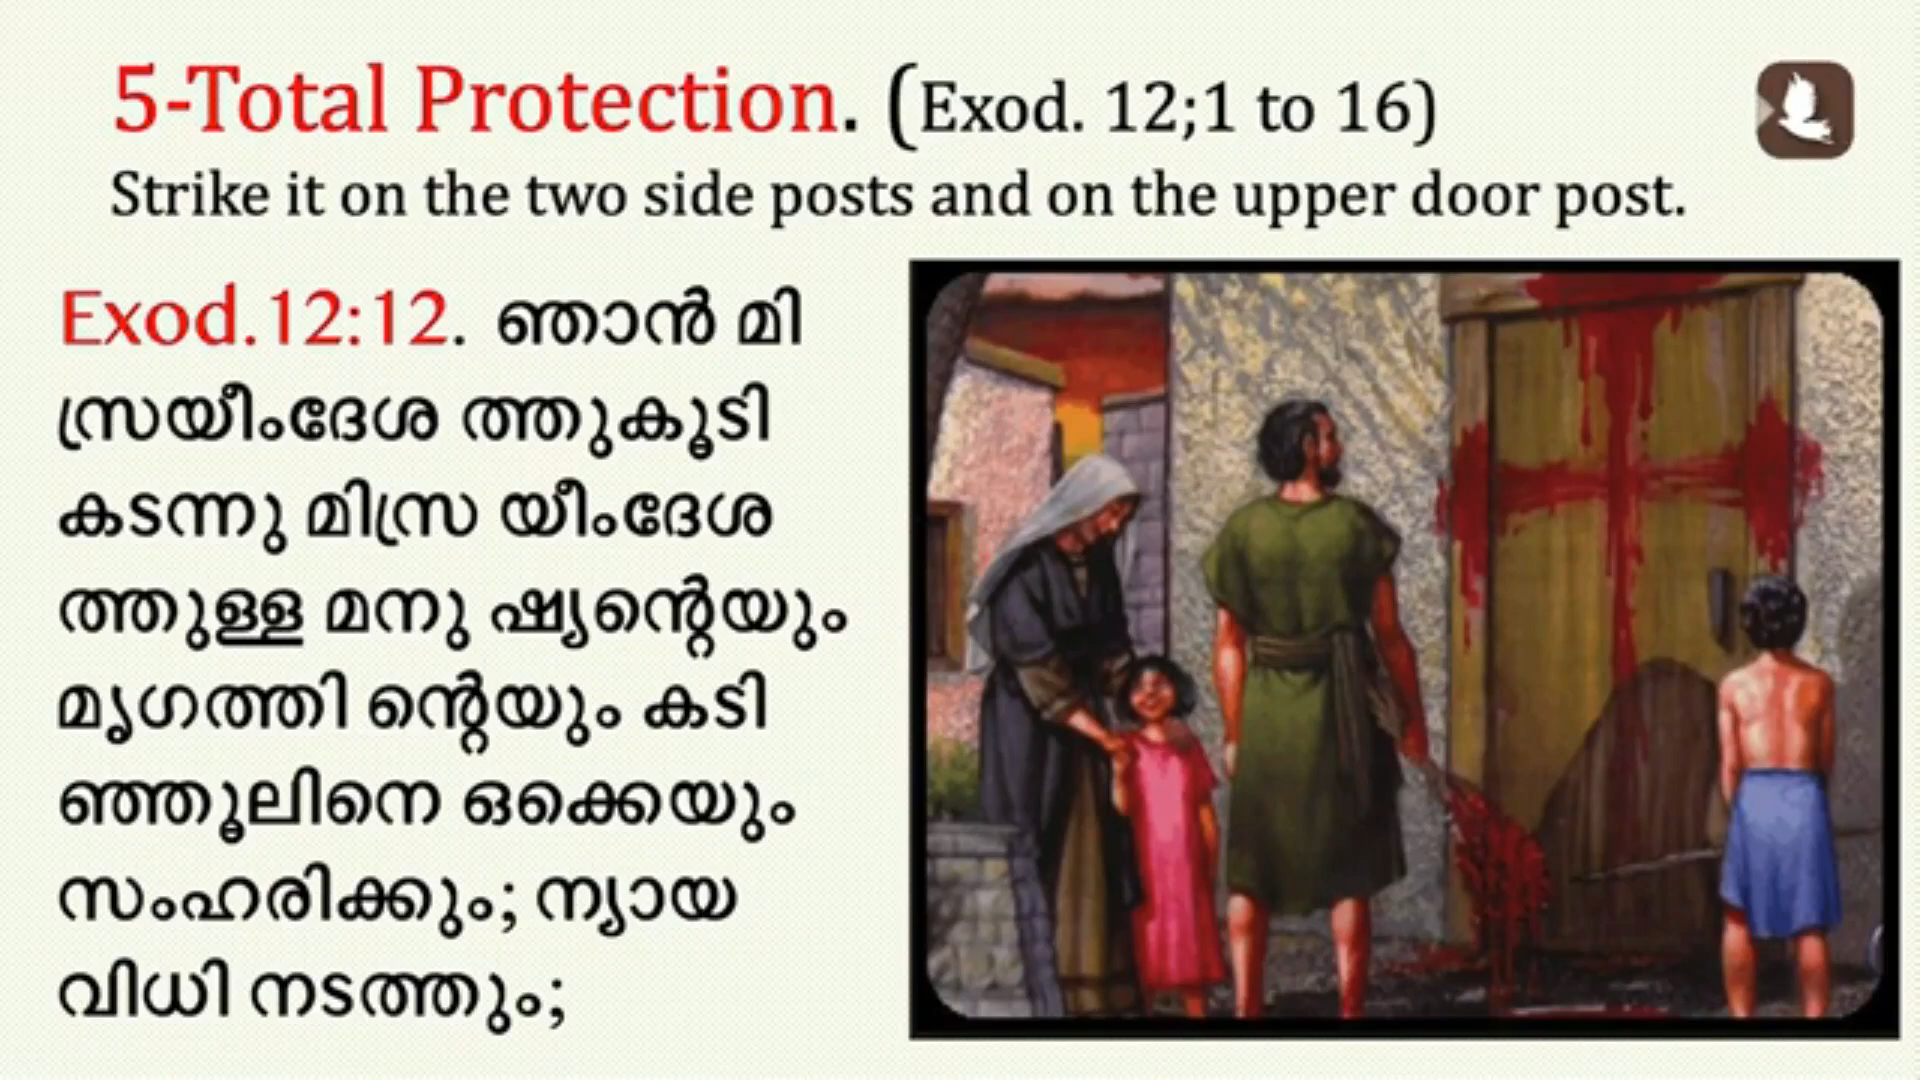 5-Total Protection. (Exod. 12;1 to 16)
Strike it on the two side posts and on the upper door post.
Exod.12:12. ഞാൻ മി
സ്രയീംദേശ ത്തുകൂടി
കടന്നു മിസ്ര യീംദേശ
ത്തുള്ള മനു ഷ്യന്റെയും
മൃഗത്തി ന്റെയും കടി
ഞ്ഞൂലിനെ ഒക്കെയും
സംഹരിക്കും; ന്യായ
വിധി നടത്തും;